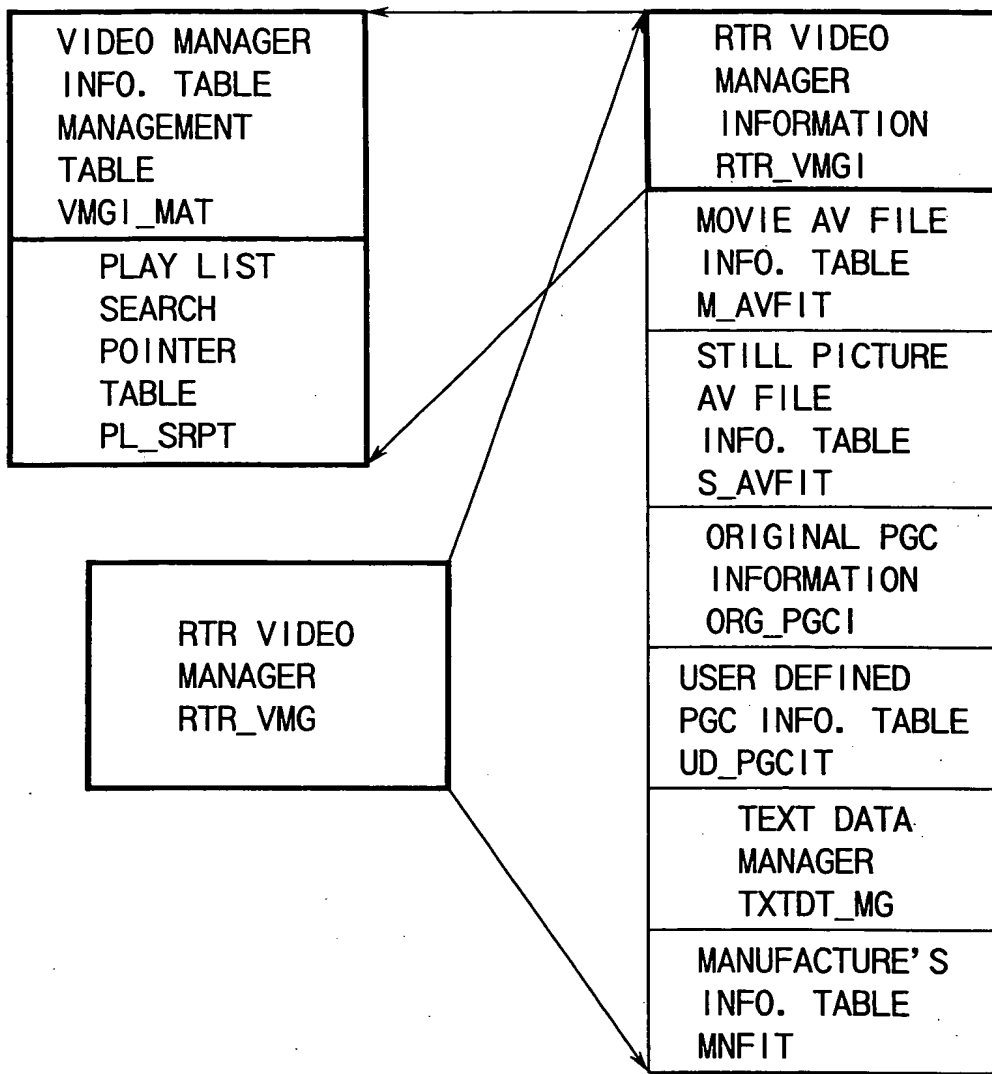 VIDEO MANAGER
INFO. TABLE
MANAGEMENT
TABLE
VMGI_MAT
PLAY LIST
SEARCH
POINTER
TABLE
PL_SRPT
RTR VIDEO
MANAGER
RTR_VMG
RTR VIDEO
MANAGER
INFORMATION
RTR_VMGI
MOVIE AV FILE
INFO. TABLE
M_AVFIT
STILL PICTURE
AV FILE
INFO. TABLE
S_AVFIT
ORIGINAL PGC
INFORMATION
ORG_PGCI
USER DEFINED
PGC INFO. TABLE
UD_PGCIT
TEXT DATA
MANAGER
TXTDT_MG
MANUFACTURE'S
INFO. TABLE
MNFIT